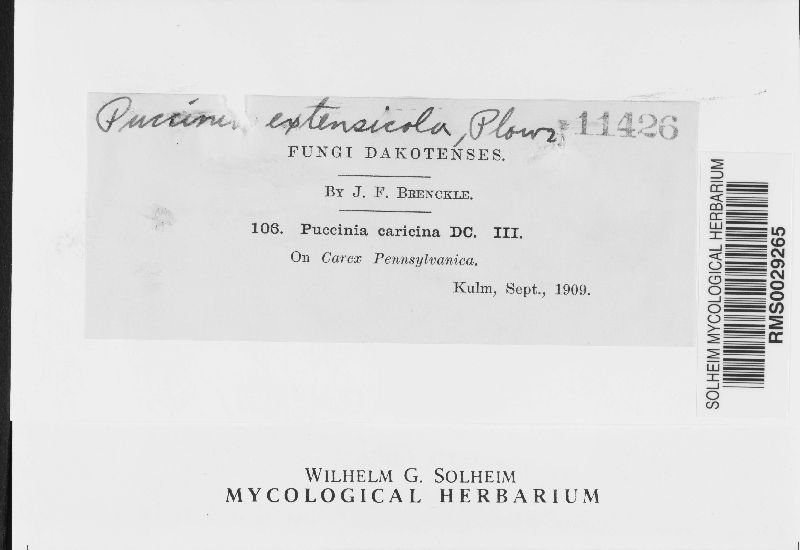 Puccinia extensicola, Plowr. 11426
FUNGI DAKOTENSES.
BY J. F. BRENCKLE.
106. Puccinia caricina DC. III.
On Carex Pennsylvanica.
Kulm, Sept., 1909.
SOLHEIM MYCOLOGICAL HERBARIUM
RMS0029265
WILHELM G. SOLHEIM
MYCOLOGICAL HERBARIUM